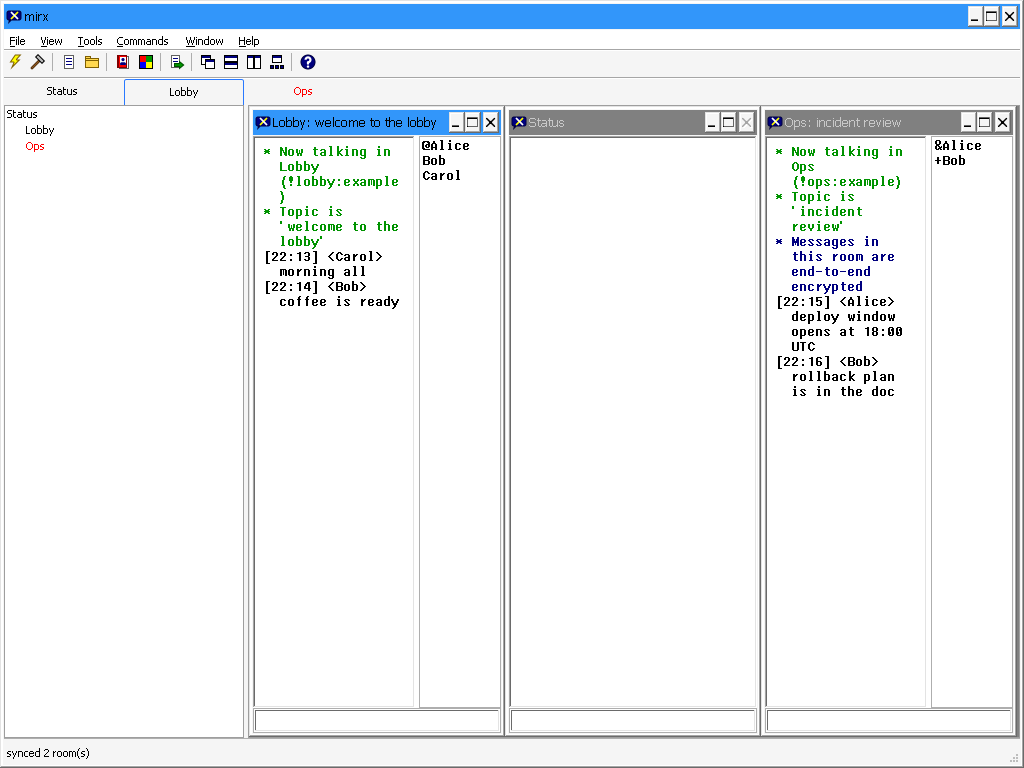 mirx
File View Tools Commands Window Help
Status Lobby Ops
Status
Lobby
Ops
Lobby: welcome to the lobby
* Now talking in
Lobby
(!lobby:example
)
* Topic is
'welcome to the
lobby'
[22:13] <Carol>
morning all
[22:14] <Bob>
coffee is ready
@Alice
Bob
Carol
Status
Ops: incident review
* Now talking in
Ops
(!ops:example)
* Topic is
'incident
review'
* Messages in
this room are
end-to-end
encrypted
[22:15] <Alice>
deploy window
opens at 18:00
UTC
[22:16] <Bob>
rollback plan
is in the doc
&Alice
+Bob
synced 2 room(s)